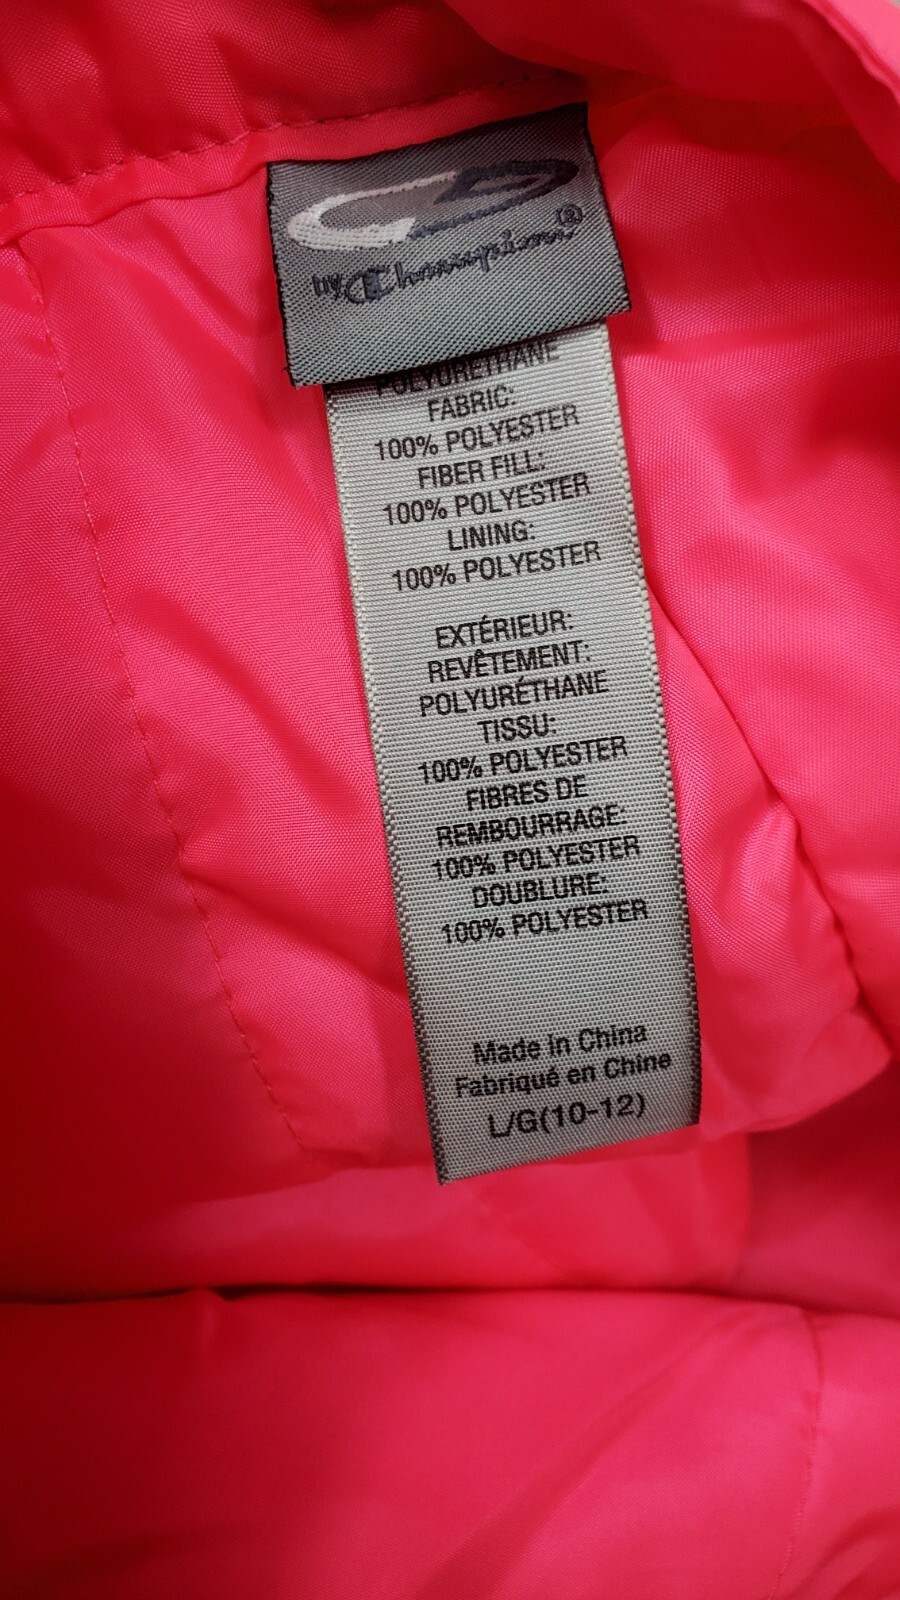 by Champion®
POLYURETHANE
FABRIC:
100% POLYESTER
FIBER FILL:
100% POLYESTER
LINING:
100% POLYESTER
EXTÉRIEUR:
REVÊTEMENT:
POLYURÉTHANE
TISSU:
100% POLYESTER
FIBRES DE
REMBOURRAGE:
100% POLYESTER
DOUBLURE:
100% POLYESTER
Made in China
Fabriqué en Chine
L/G(10-12)